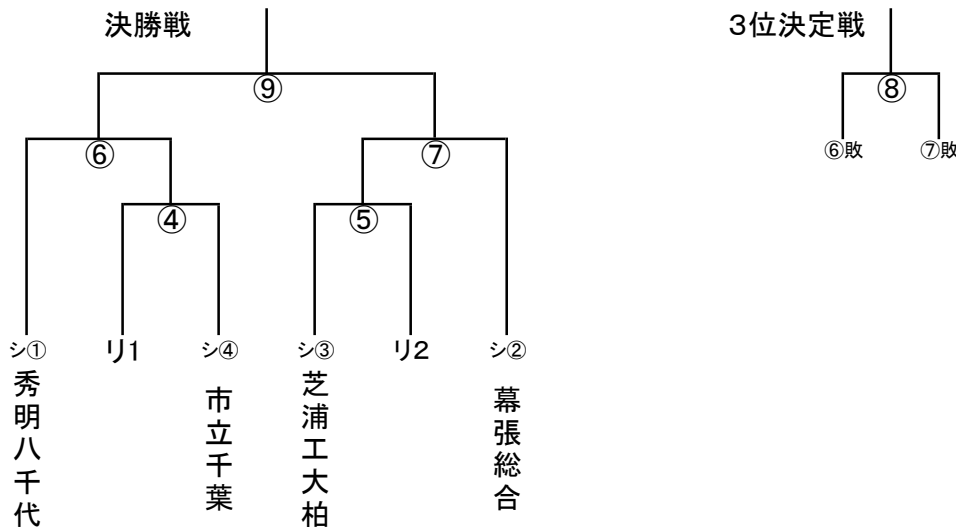 決勝戦
3位決定戦
⑨
⑧
⑥
⑦
⑥敗
⑦敗
④
⑤
シ①
リ1
シ④
シ③
リ2
シ②
秀明八千代
市立千葉
芝浦工大柏
幕張総合